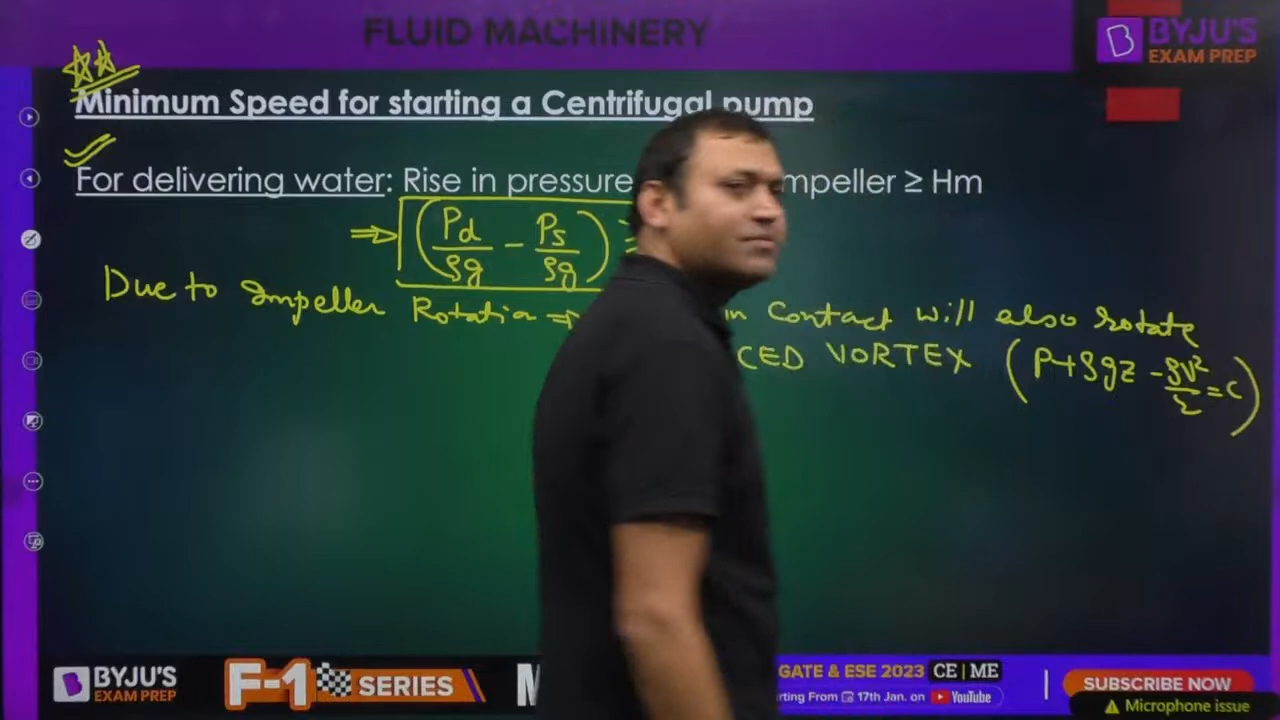 FLUID MACHINERY
BYJU'S
EXAM PREP
Minimum Speed for starting a Centrifugal pump
For delivering water: Rise in pressure mpeller ≥ Hm
⇒ (Pd/ρg - Ps/ρg) ≥
Due to Impeller Rotation ⇒ in Contact will also rotate
CED VORTEX (P+ρgz - ρV²/2 = C)
BYJU'S
EXAM PREP
F-1
SERIES
M
GATE & ESE 2023 CE | ME
rting From 17th Jan. on YouTube
SUBSCRIBE NOW
Microphone issue